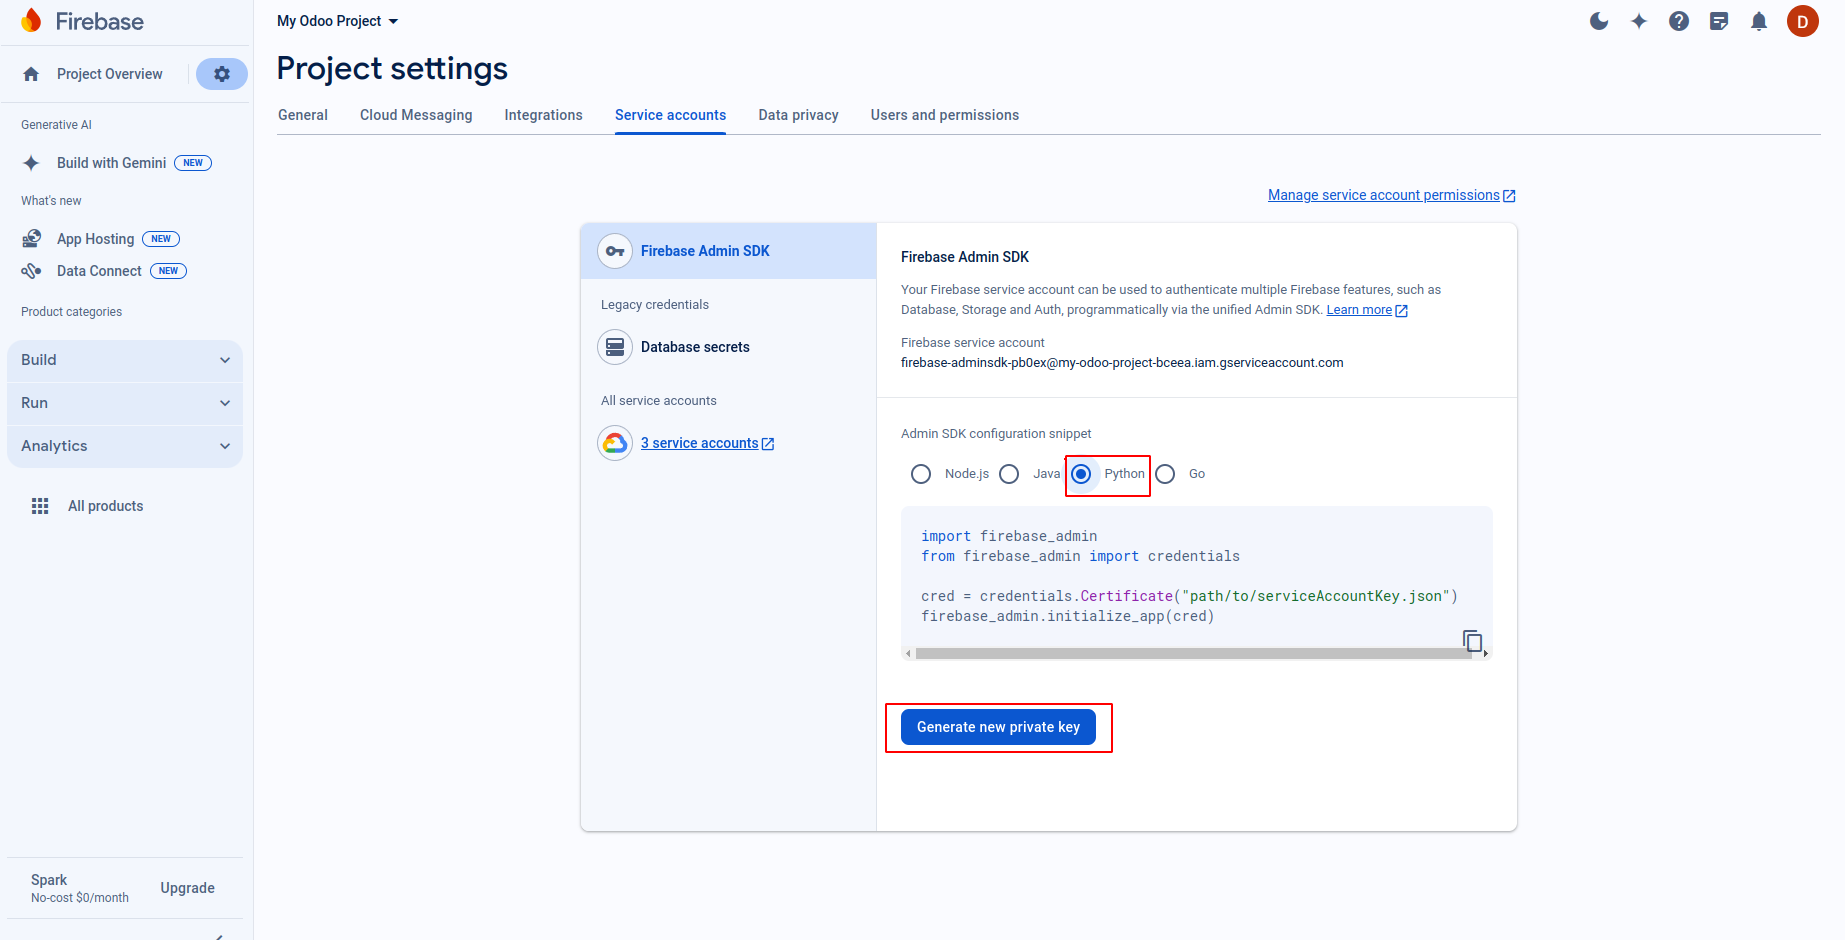 Firebase
My Odoo Project
D
Project Overview
Project settings
General Cloud Messaging Integrations Service accounts Data privacy Users and permissions
Generative AI
Build with Gemini NEW
What's new
App Hosting NEW
Data Connect NEW
Product categories
Build
Run
Analytics
All products
Spark
No-cost $0/month
Upgrade
Manage service account permissions
Firebase Admin SDK
Legacy credentials
Database secrets
All service accounts
3 service accounts
Firebase Admin SDK
Your Firebase service account can be used to authenticate multiple Firebase features, such as
Database, Storage and Auth, programmatically via the unified Admin SDK. Learn more
Firebase service account
firebase-adminsdk-pb0ex@my-odoo-project-bceea.iam.gserviceaccount.com
Admin SDK configuration snippet
Node.js Java Python Go
import firebase_admin
from firebase_admin import credentials
cred = credentials.Certificate("path/to/serviceAccountKey.json")
firebase_admin.initialize_app(cred)
Generate new private key